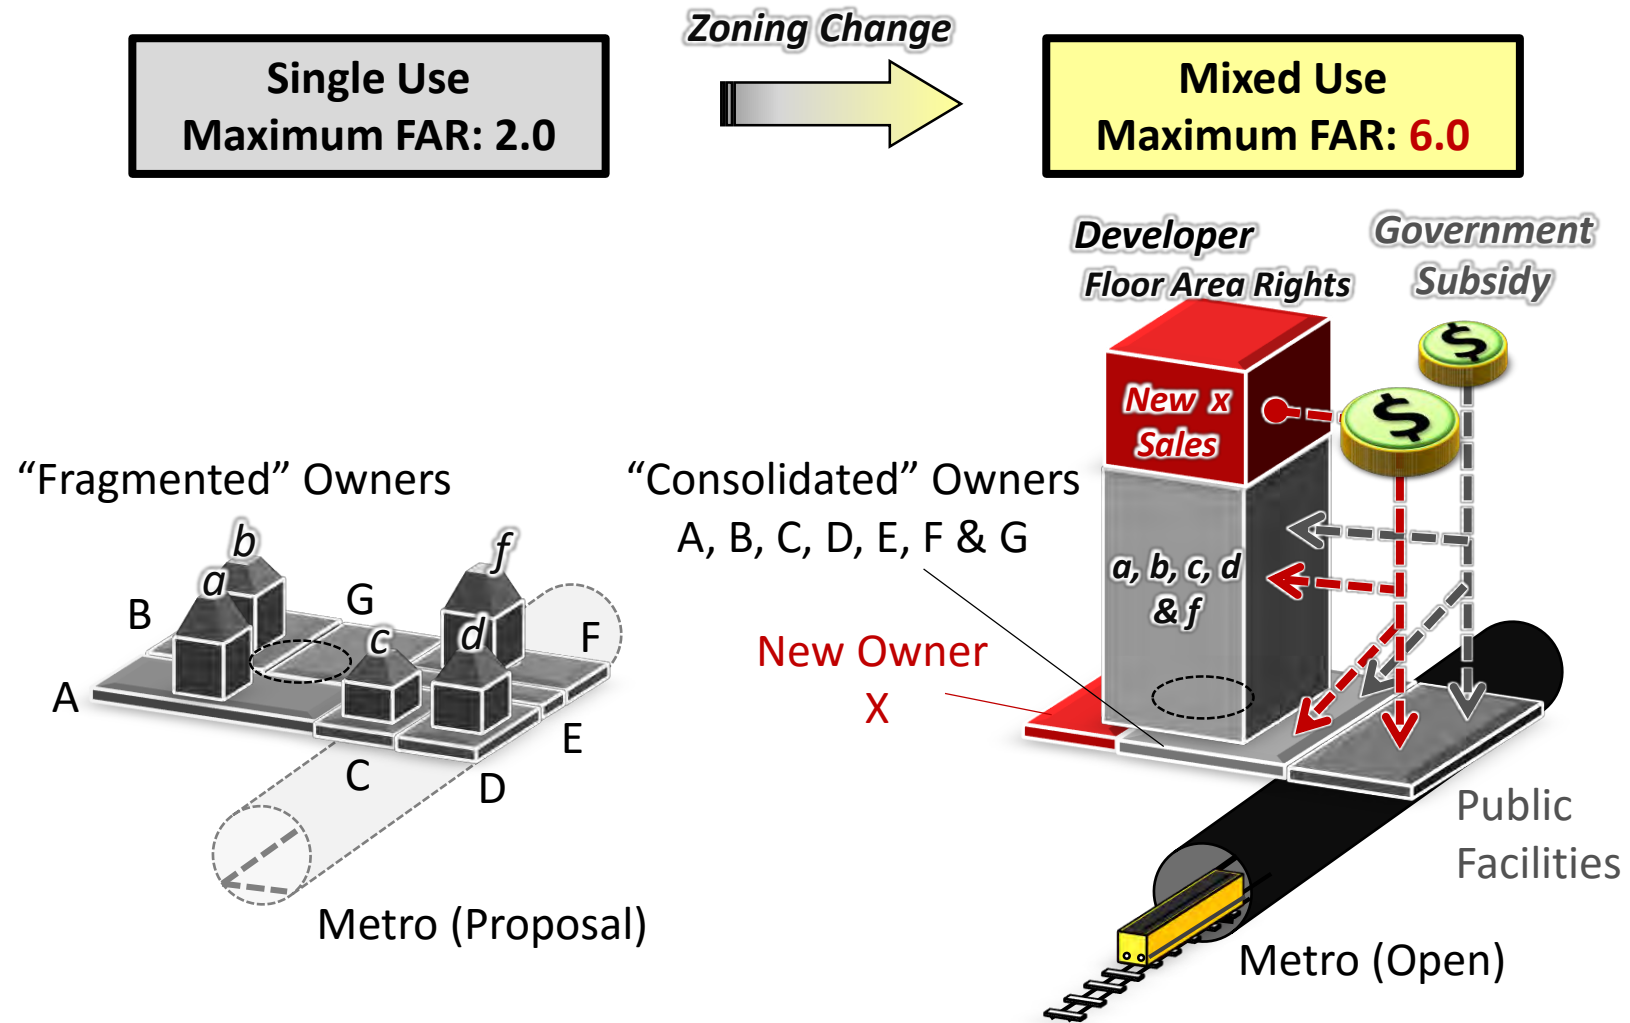 Zoning Change
Single Use
Maximum FAR: 2.0
Mixed Use
Maximum FAR: 6.0
Developer
Floor Area Rights
Government
Subsidy
$
$
New x
Sales
“Fragmented” Owners
“Consolidated” Owners
A, B, C, D, E, F & G
a, b, c, d
& f
b
a
f
c
d
B
G
F
A
E
C
D
New Owner
X
Public
Facilities
Metro (Proposal)
Metro (Open)